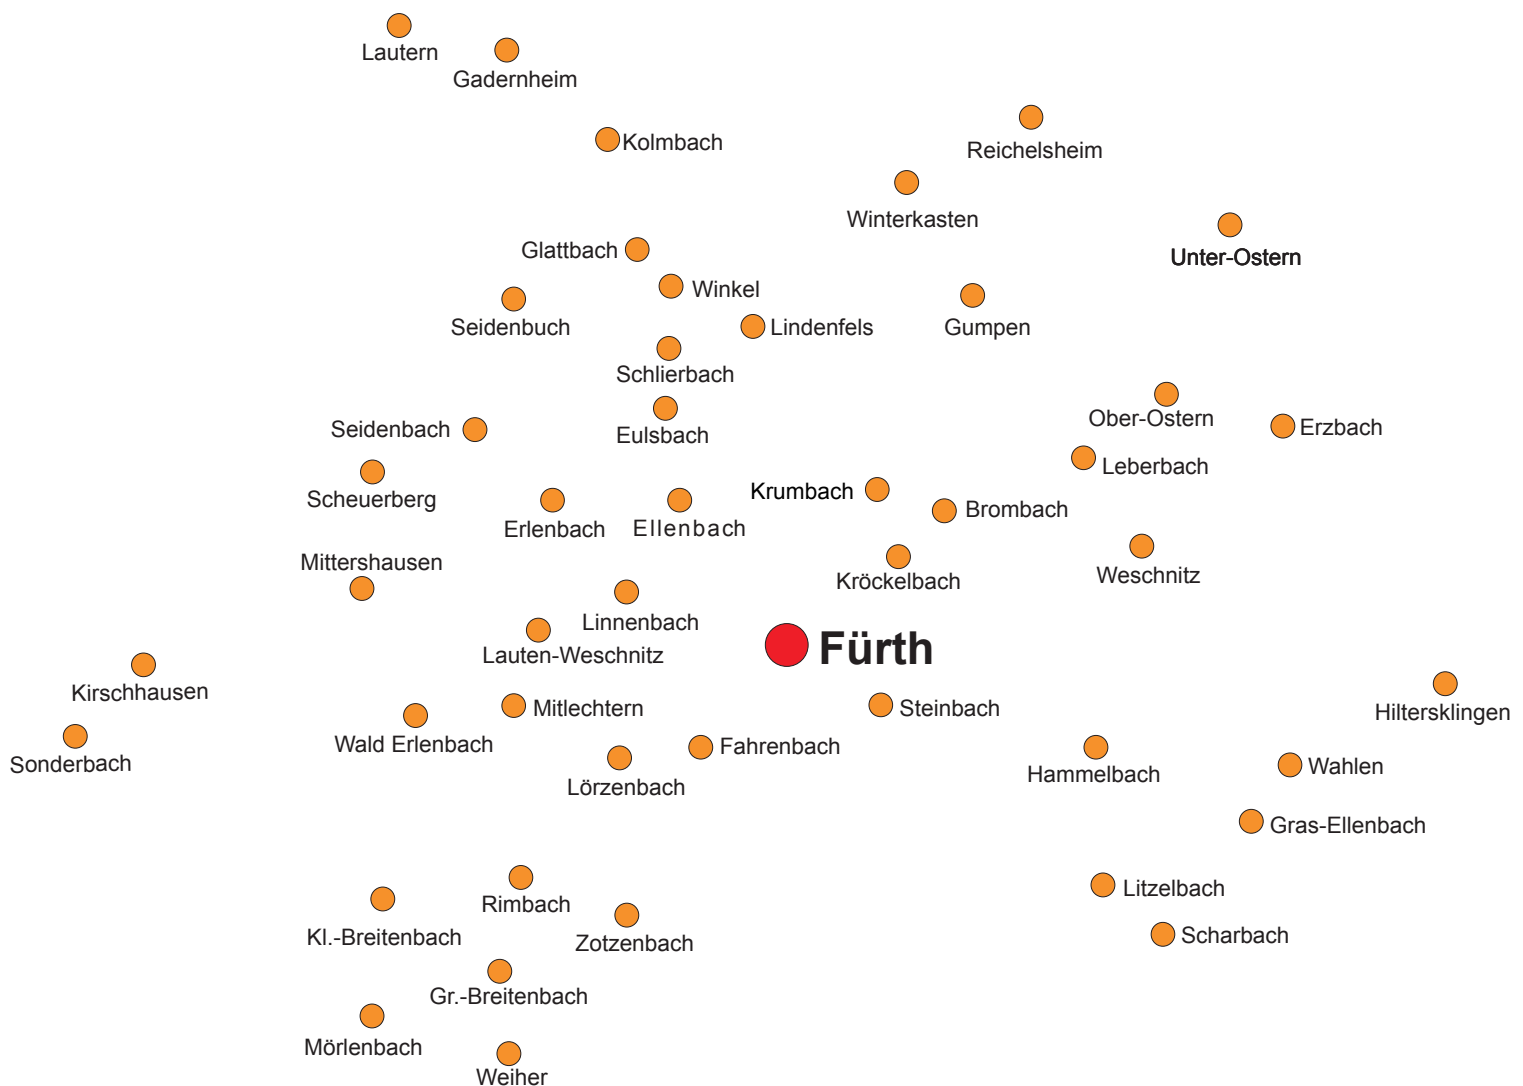 Lautern
Gadernheim
Kolmbach
Reichelsheim
Winterkasten
Glattbach
Unter-Ostern
Winkel
Seidenbuch
Lindenfels
Gumpen
Schlierbach
Ober-Ostern
Erzbach
Seidenbach
Eulsbach
Leberbach
Krumbach
Scheuerberg
Brombach
Erlenbach
Ellenbach
Mittershausen
Kröckelbach
Weschnitz
Linnenbach
Fürth
Lauten-Weschnitz
Kirschhausen
Mitlechtern
Steinbach
Hiltersklingen
Wald Erlenbach
Fahrenbach
Sonderbach
Wahlen
Hammelbach
Lörzenbach
Gras-Ellenbach
Litzelbach
Rimbach
Kl.-Breitenbach
Scharbach
Zotzenbach
Gr.-Breitenbach
Mörlenbach
Weiher